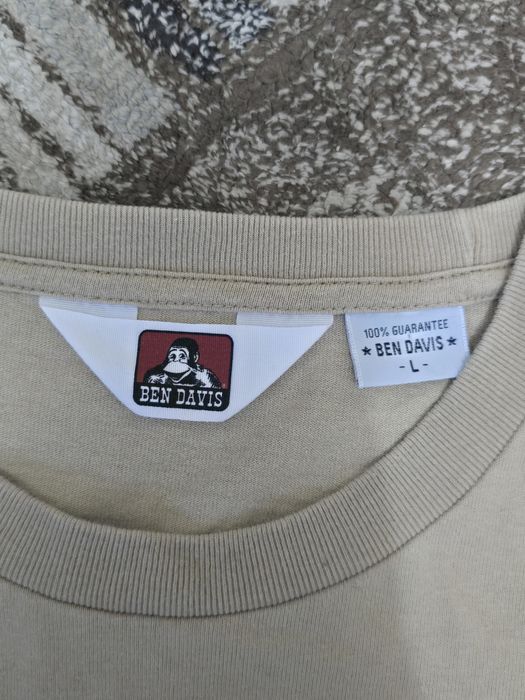 BEN DAVIS
100% GUARANTEE
★ BEN DAVIS ★
- L -